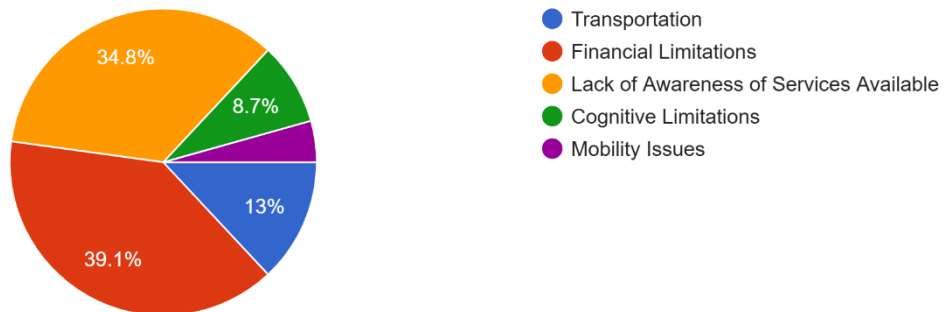 34.8%
8.7%
13%
39.1%
Transportation
Financial Limitations
Lack of Awareness of Services Available
Cognitive Limitations
Mobility Issues